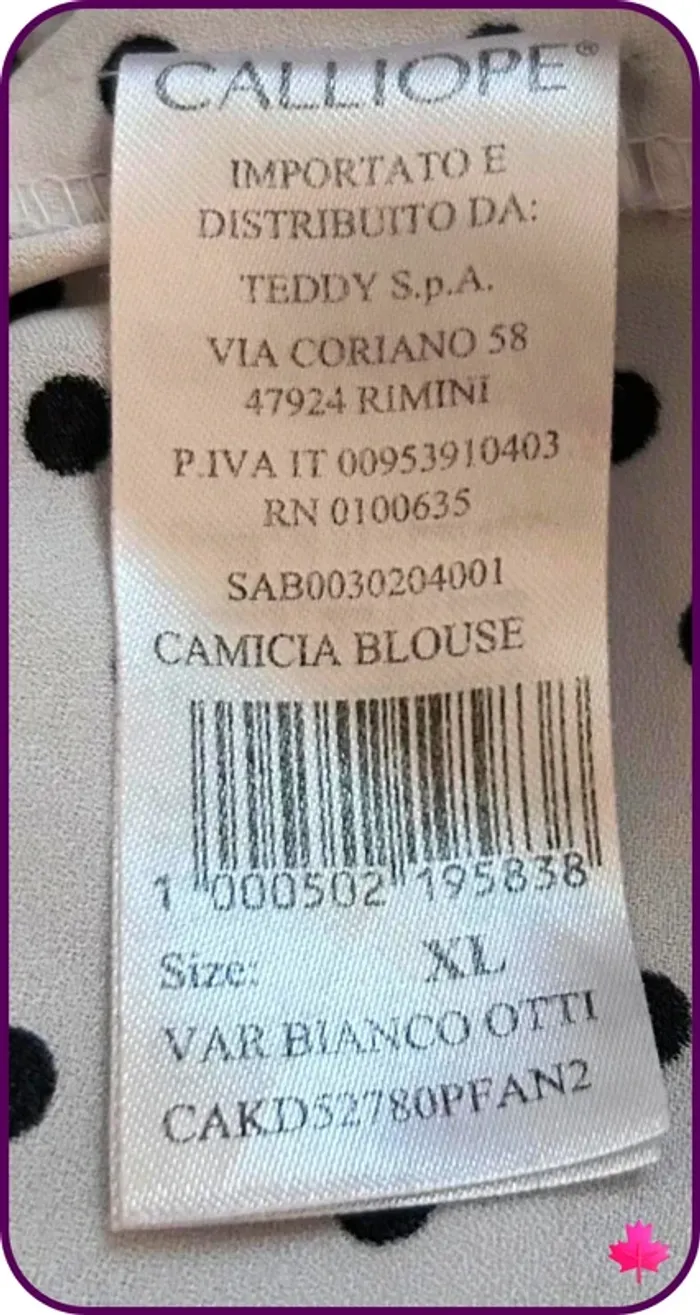 CALLIOPE®
IMPORTATO E
DISTRIBUITO DA:
TEDDY S.p.A.
VIA CORIANO 58
47924 RIMINI
P.IVA IT 00953910403
RN 0100635
SAB0030204001
CAMICIA BLOUSE
1 000502 195838
Size: XL
VAR BIANCO OTTI
CAKD52780PFAN2